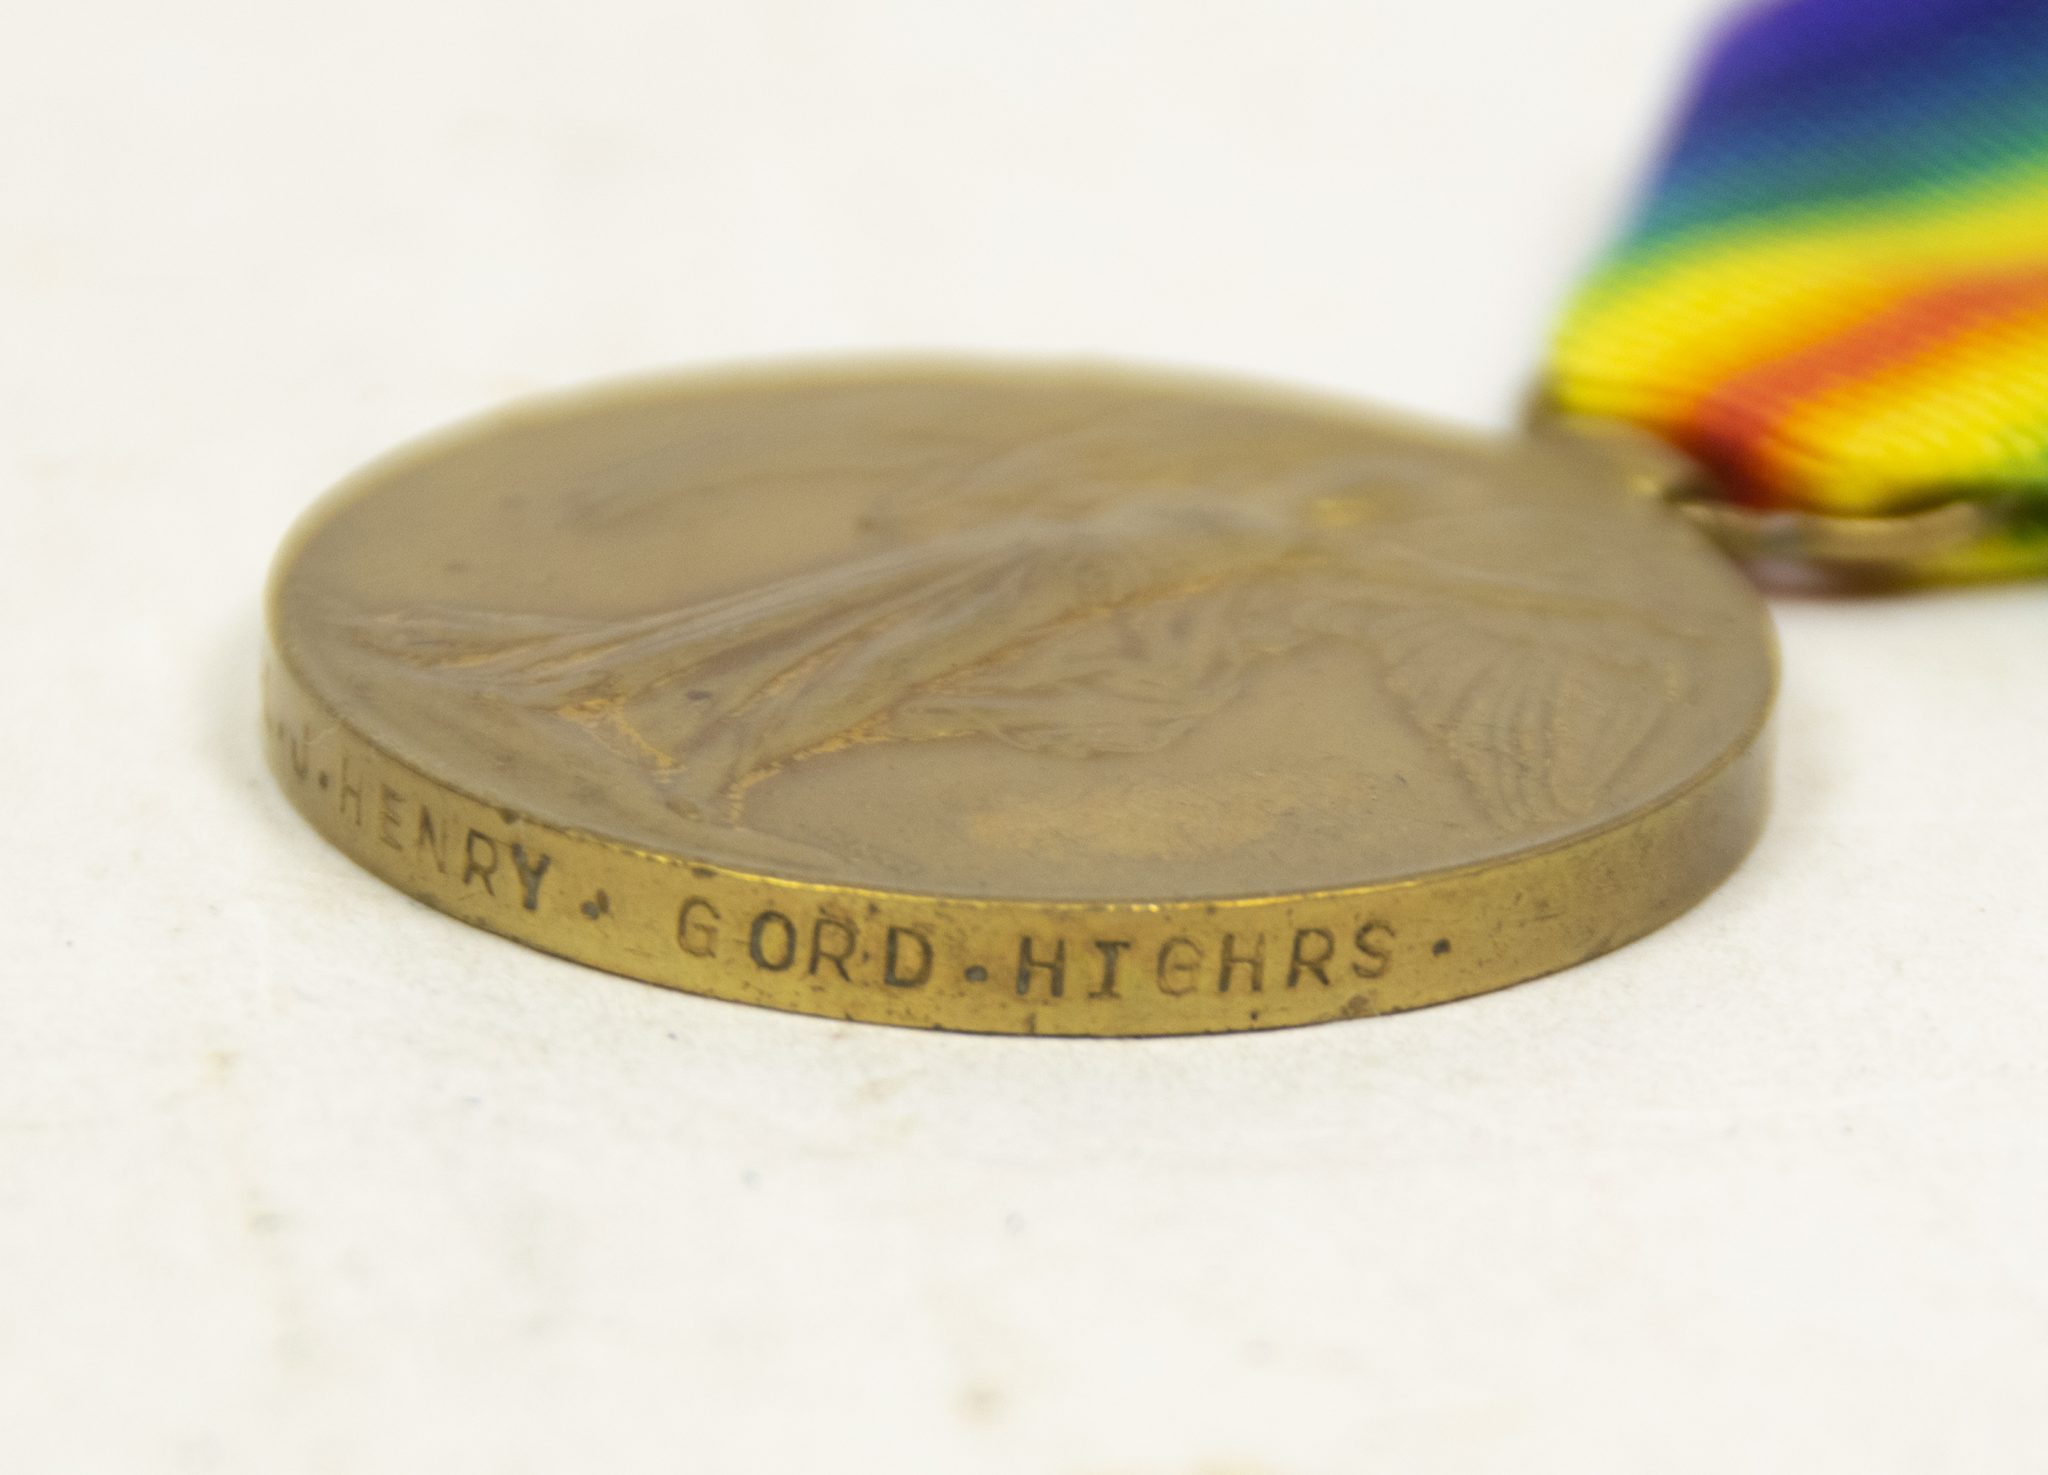 J. HENRY. GORD. HIGHRS.